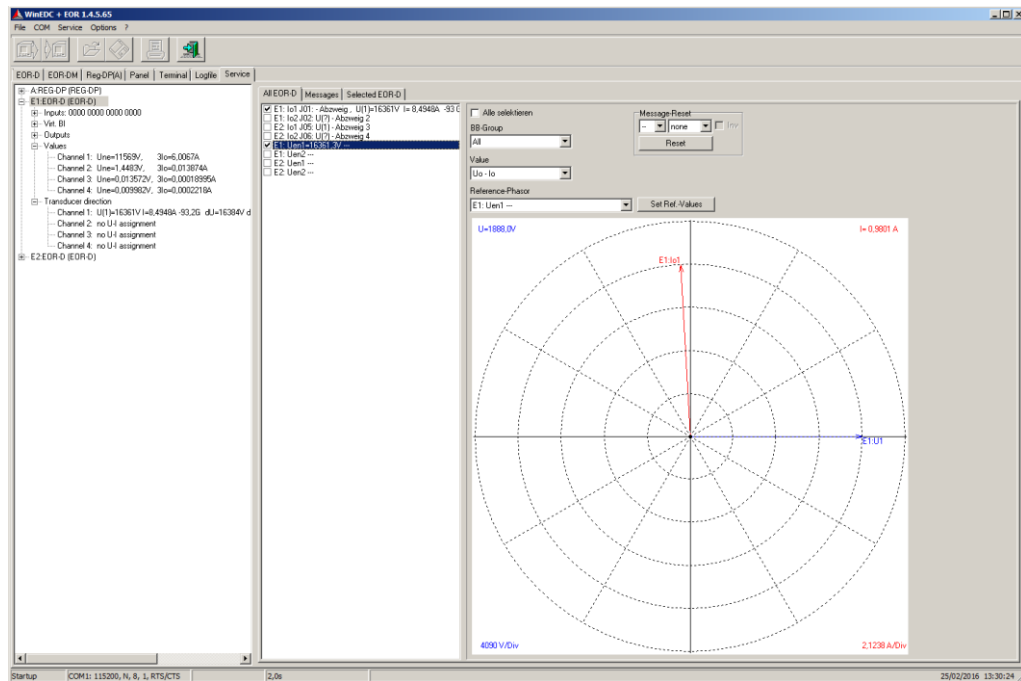 WinEDC + EOR 1.4.5.65
File COM Service Options ?
EOR-D EOR-DM Reg-DP(A) Panel Terminal Logfile Service
A:REG-DP (REG-DP)
E1:EOR-D (EOR-D)
Inputs: 0000 0000 0000 0000
Virt. BI
Outputs
Values
Channel 1: Une=11569V, 3Io=6,0067A
Channel 2: Une=1,4483V, 3Io=0,013874A
Channel 3: Une=0,013572V, 3Io=0,00018995A
Channel 4: Une=0,009982V, 3Io=0,0002218A
Transducer direction
Channel 1: U(1)=16361V I=8,4948A -93,2G dU=16384V d
Channel 2: no U-I assignment
Channel 3: no U-I assignment
Channel 4: no U-I assignment
E2:EOR-D (EOR-D)
All EOR-D Messages Selected EOR-D
E1: Io1 J01: - Abzweig , U(1)=16361V I= 8,4948A -93 G
E1: Io2 J02: U(?) - Abzweig 2
E2: Io1 J05: U(1) - Abzweig 3
E2: Io2 J06: U(?) - Abzweig 4
E1: Uen1=16361,3V ---
E1: Uen2 ---
E2: Uen1 ---
E2: Uen2 ---
Alle selektieren
BB-Group
All
Value
Uo - Io
Reference-Phasor
E1: Uen1 ---
Set Ref.-Values
Message-Reset
-- none Inv
Reset
U=1888,0V
I= 0,9801 A
E1:Io1
E1:U1
4090 V/Div
2,1238 A/Div
Startup COM1: 115200, N, 8, 1, RTS/CTS 2,0s 25/02/2016 13:30:24